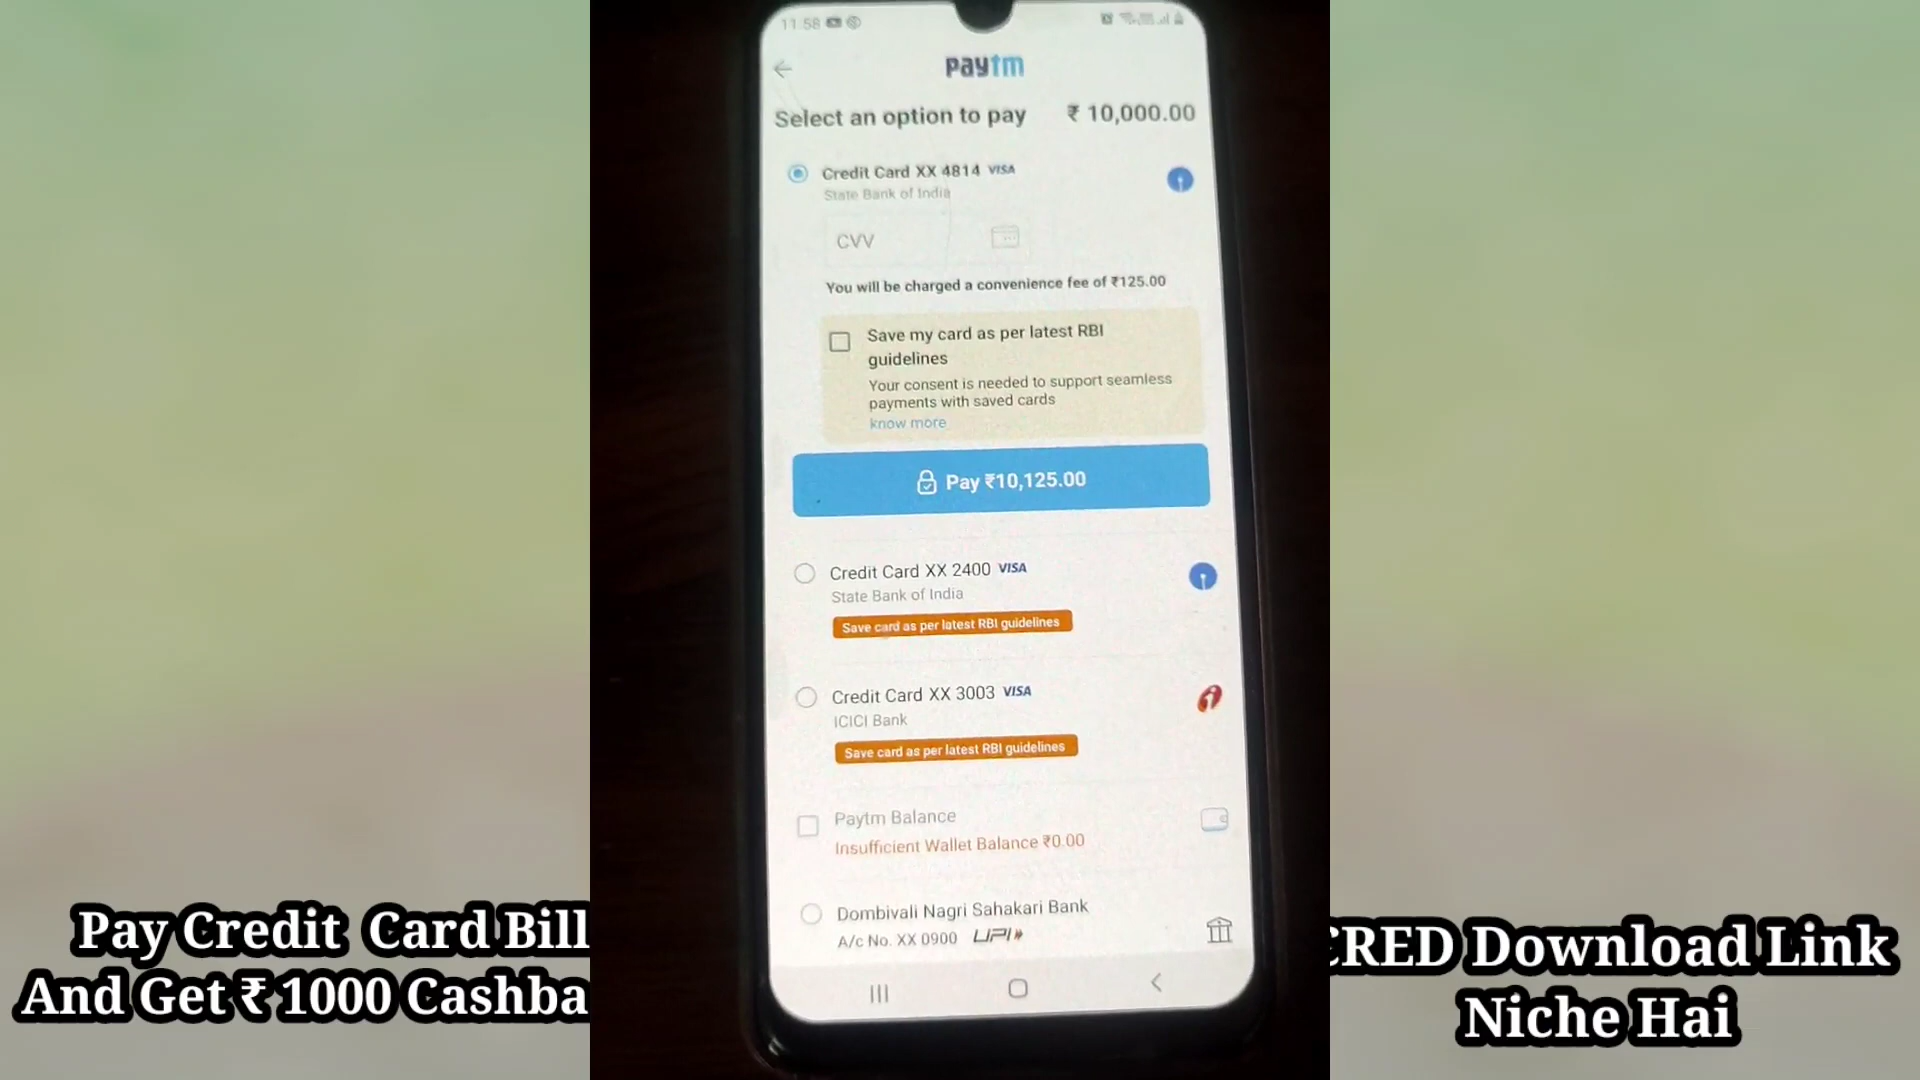 11:58
paytm
Select an option to pay ₹ 10,000.00
Credit Card XX 4814 VISA
State Bank of India
CVV
You will be charged a convenience fee of ₹125.00
Save my card as per latest RBI
guidelines
Your consent is needed to support seamless
payments with saved cards
know more
Pay ₹10,125.00
Credit Card XX 2400 VISA
State Bank of India
Save card as per latest RBI guidelines
Credit Card XX 3003 VISA
ICICI Bank
Save card as per latest RBI guidelines
Paytm Balance
Insufficient Wallet Balance ₹0.00
Dombivali Nagri Sahakari Bank
A/c No. XX 0900 UPI
Pay Credit Card Bill
And Get ₹ 1000 Cashba
CRED Download Link
Niche Hai